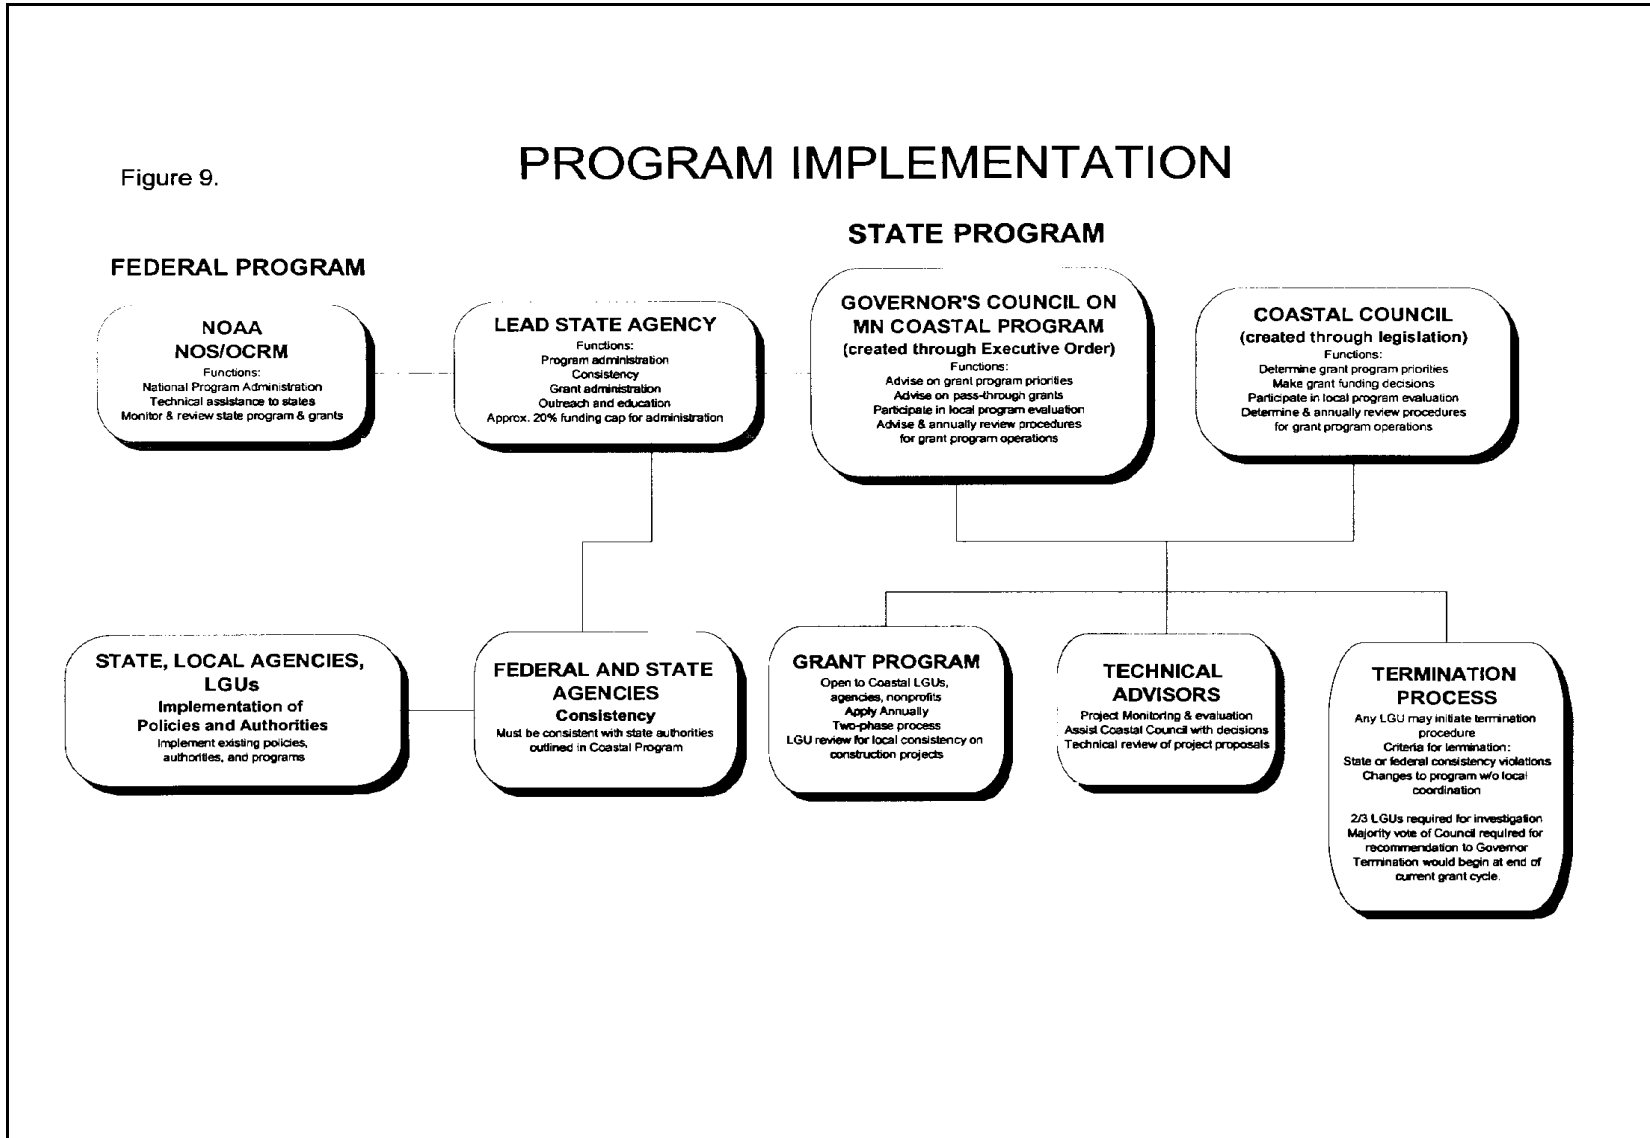 Figure 9.
PROGRAM IMPLEMENTATION
FEDERAL PROGRAM
STATE PROGRAM
NOAA
NOS/OCRM
Functions:
National Program Administration
Technical assistance to states
Monitor & review state program & grants
LEAD STATE AGENCY
Functions:
Program administration
Consistency
Grant administration
Outreach and education
Approx. 20% funding cap for administration
GOVERNOR'S COUNCIL ON
MN COASTAL PROGRAM
(created through Executive Order)
Functions:
Advise on grant program priorities
Advise on pass-through grants
Participate in local program evaluation
Advise & annually review procedures
for grant program operations
COASTAL COUNCIL
(created through legislation)
Functions:
Determine grant program priorities
Make grant funding decisions
Participate in local program evaluation
Determine & annually review procedures
for grant program operations
STATE, LOCAL AGENCIES,
LGUs
Implementation of
Policies and Authorities
Implement existing policies,
authorities, and programs
FEDERAL AND STATE
AGENCIES
Consistency
Must be consistent with state authorities
outlined in Coastal Program
GRANT PROGRAM
Open to Coastal LGUs,
agencies, nonprofits
Apply Annually
Two-phase process
LGU review for local consistency on
construction projects
TECHNICAL
ADVISORS
Project Monitoring & evaluation
Assist Coastal Council with decisions
Technical review of project proposals
TERMINATION
PROCESS
Any LGU may initiate termination
procedure
Criteria for termination:
State or federal consistency violations
Changes to program w/o local
coordination
2/3 LGUs required for investigation
Majority vote of Council required for
recommendation to Governor
Termination would begin at end of
current grant cycle.